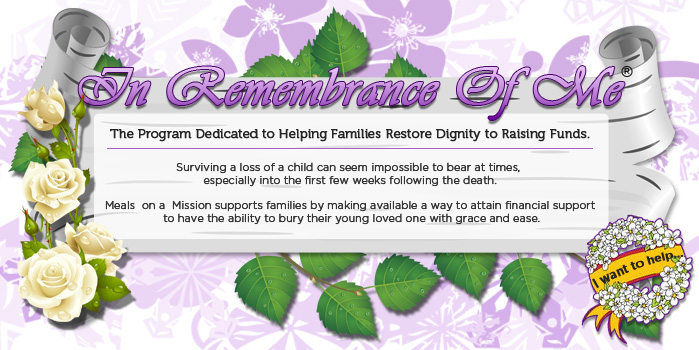 In Remembrance Of Me®
The Program Dedicated to Helping Families Restore Dignity to Raising Funds.
Surviving a loss of a child can seem impossible to bear at times,
especially into the first few weeks following the death.
Meals on a Mission supports families by making available a way to attain financial support
to have the ability to bury their young loved one with grace and ease.
I want to help...